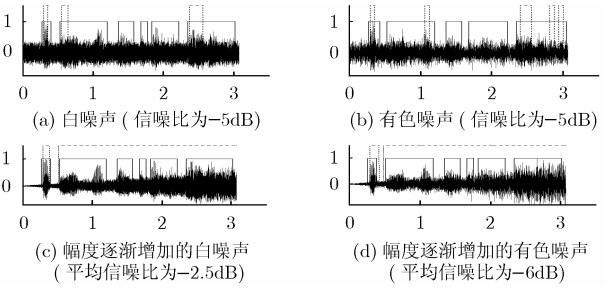 1
0
0 1 2 3
(a) 白噪声 ( 信噪比为−5dB)
1
0
0 1 2 3
(b) 有色噪声 ( 信噪比为−5dB)
1
0
0 1 2 3
(c) 幅度逐渐增加的白噪声
( 平均信噪比为−2.5dB)
1
0
0 1 2 3
(d) 幅度逐渐增加的有色噪声
( 平均信噪比为−6dB)